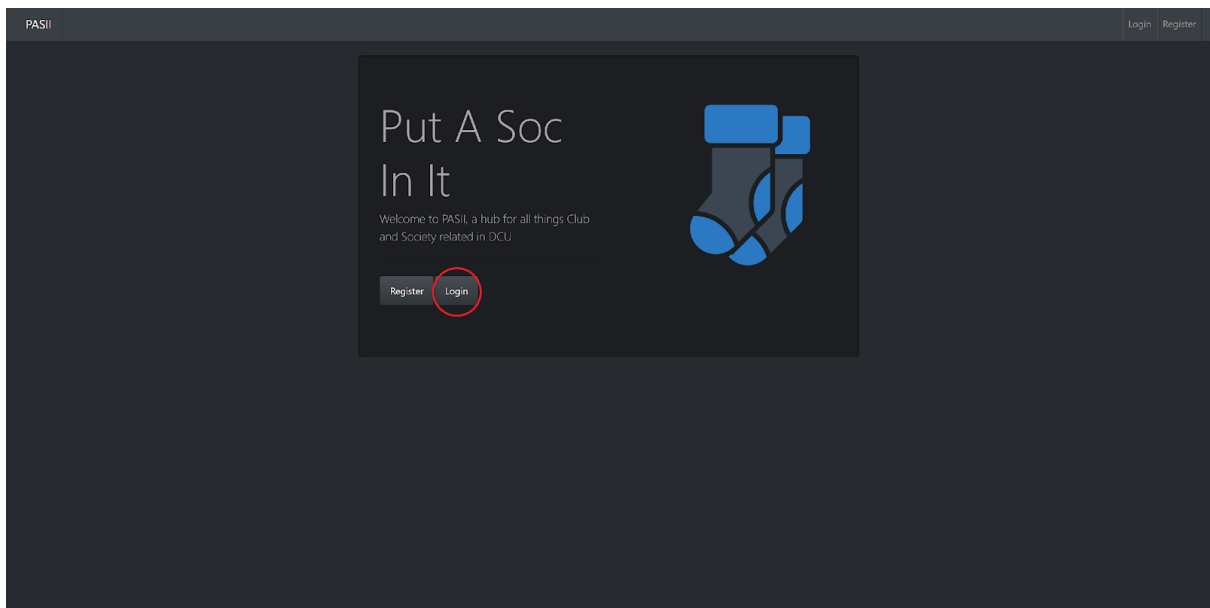 PASII
Login Register
Put A Soc
In It
Welcome to PASII, a hub for all things Club
and Society related in DCU
Register Login